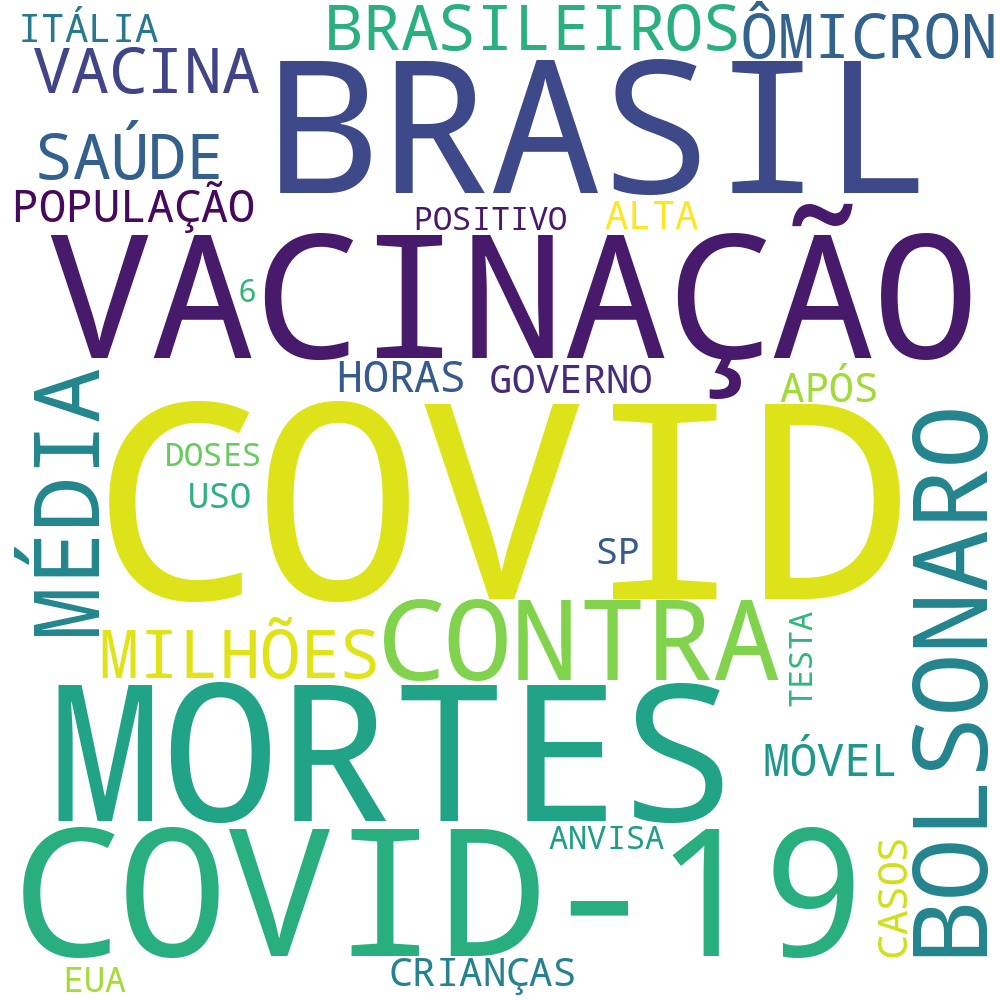 ITÁLIA
BRASILEIROS
ÔMICRON
VACINA
BRASIL
SAÚDE
POPULAÇÃO
POSITIVO
ALTA
VACINAÇÃO
6
HORAS
GOVERNO
APÓS
MÉDIA
COVID
DOSES
USO
SP
BOLSONARO
MILHÕES
CONTRA
TESTA
MORTES
MÓVEL
ANVISA
COVID-19
CASOS
CRIANÇAS
EUA